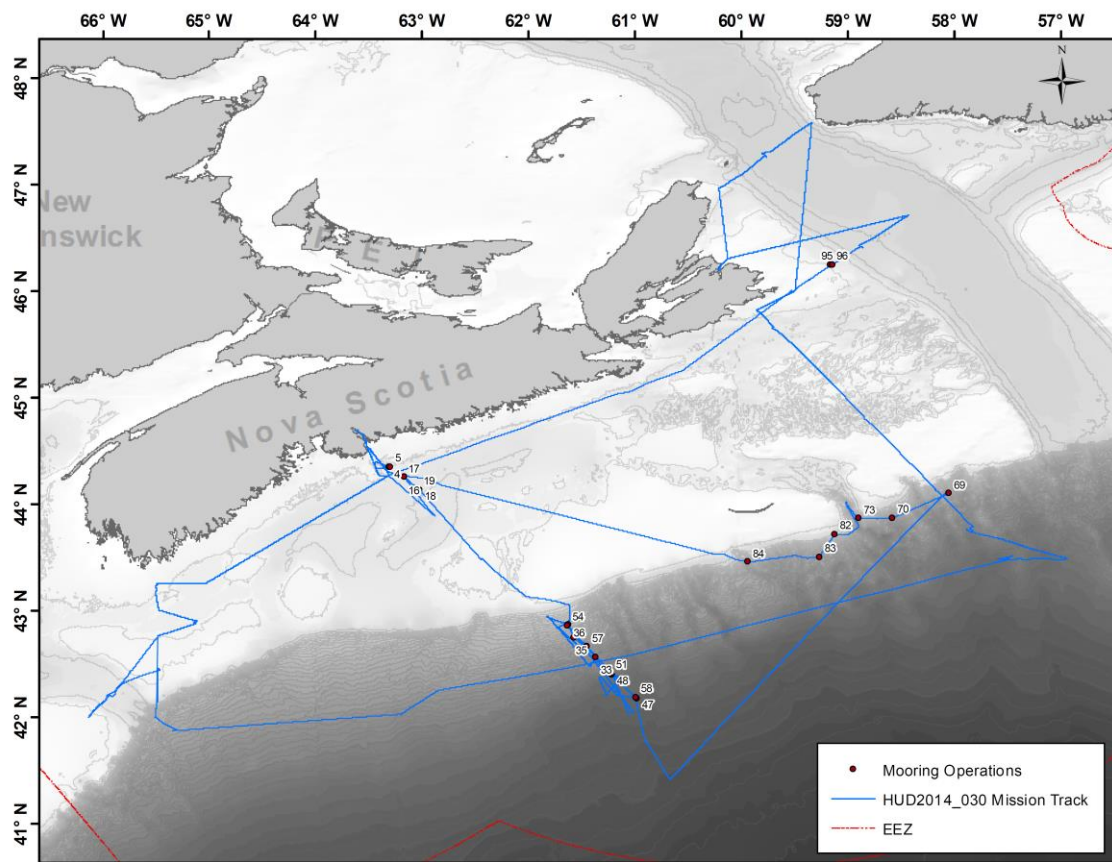 66° W 65° W 64° W 63° W 62° W 61° W 60° W 59° W 58° W 57° W
N
48° N
47° N
New
nswick
P E I
95 96
46° N
45° N
Nova Scotia
5
17
4
19
16
18
69
44° N
73
70
82
83
84
43° N
54
36
57
35
51
33
48
58
47
42° N
41° N
Mooring Operations
HUD2014_030 Mission Track
EEZ